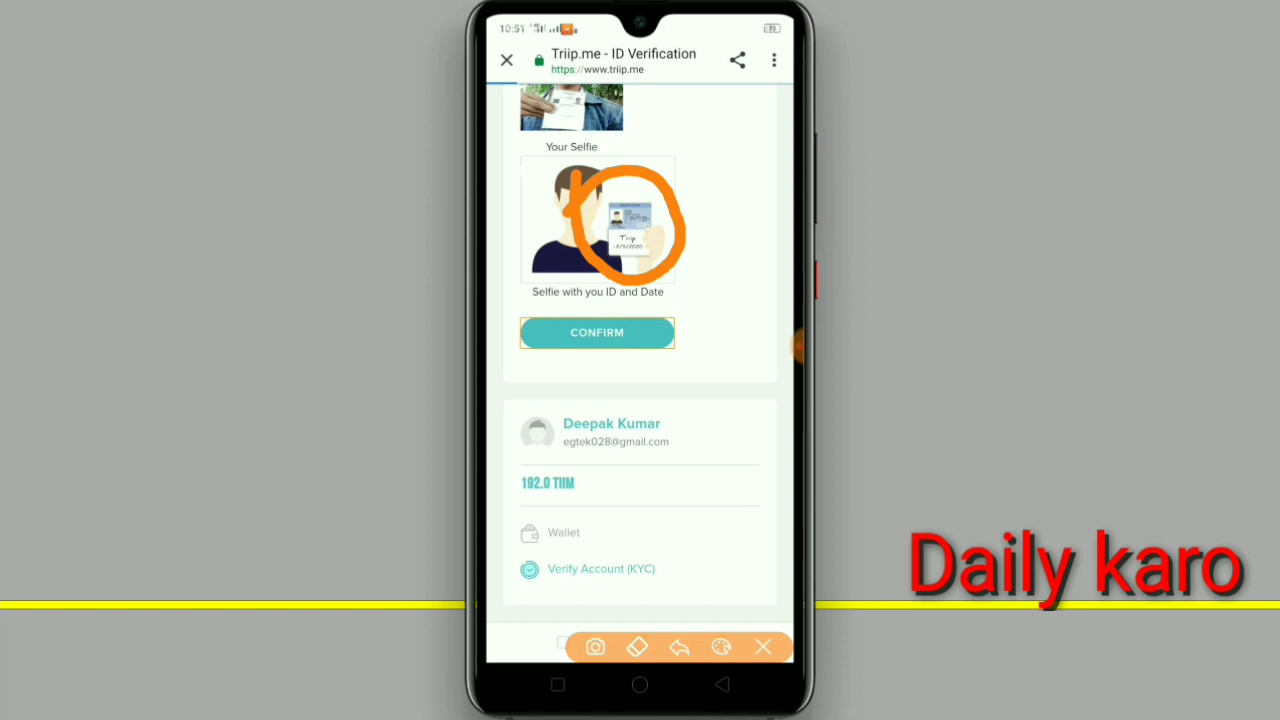 10:51
Triip.me - ID Verification
https://www.triip.me
Your Selfie
Triip
Selfie with you ID and Date
CONFIRM
Deepak Kumar
egtek028@gmail.com
192.0 TIIM
Wallet
Verify Account (KYC)
Daily karo